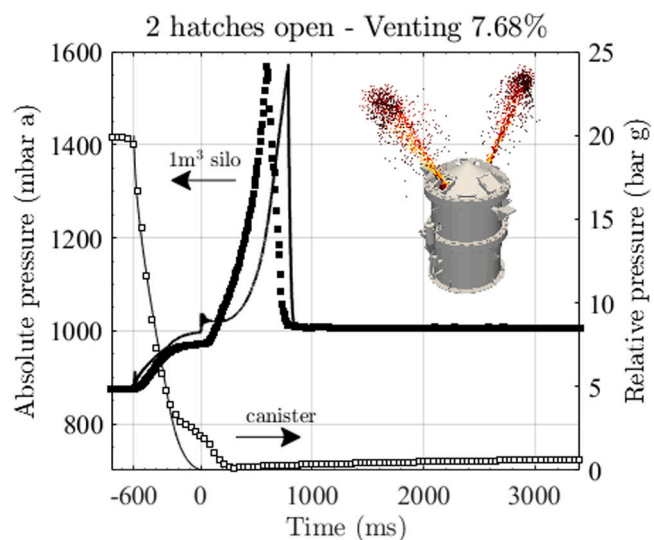 2 hatches open - Venting 7.68%
Absolute pressure (mbar a)
1600
1400
1200
1000
800
1m³ silo
canister
25
20
15
10
5
0
Relative pressure (bar g)
-600 0 1000 2000 3000
Time (ms)